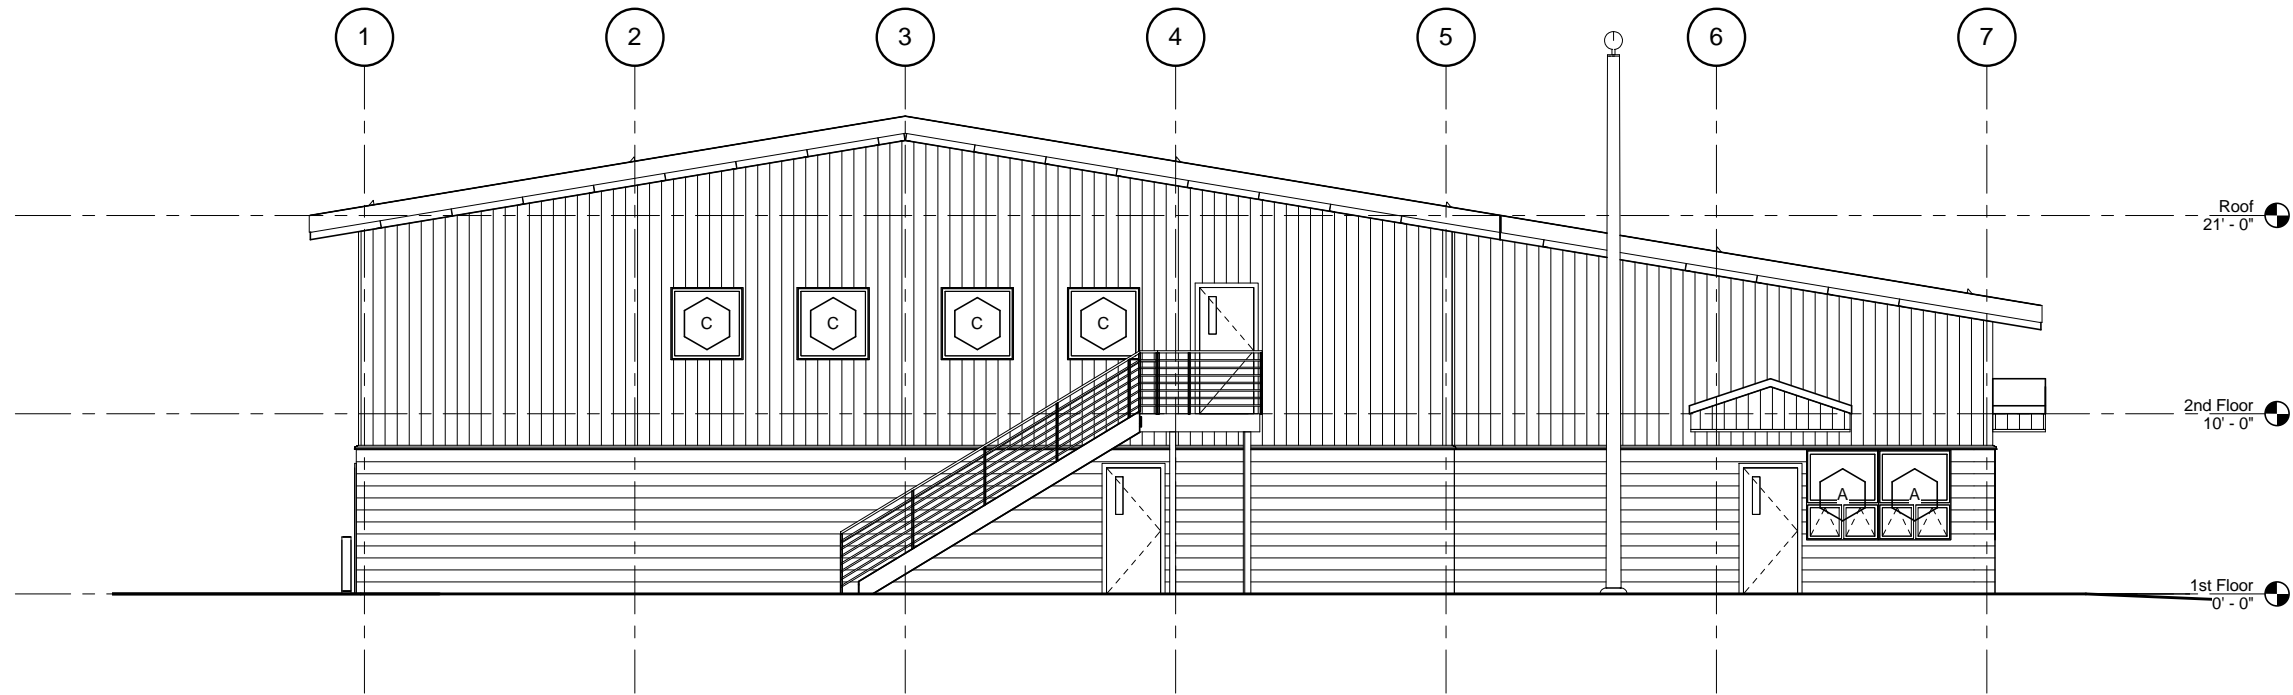 1
2
3
4
5
6
7
Roof
21' - 0"
C
C
C
C
2nd Floor
10' - 0"
A
A
1st Floor
0' - 0"